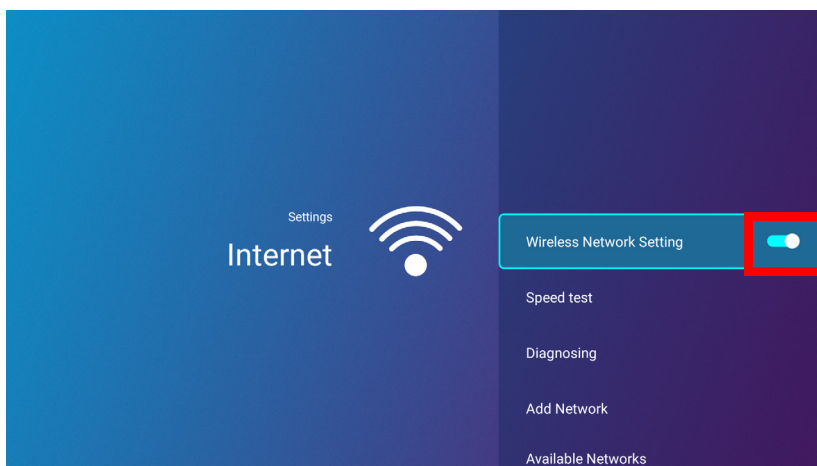 Settings
Internet
Wireless Network Setting
Speed test
Diagnosing
Add Network
Available Networks